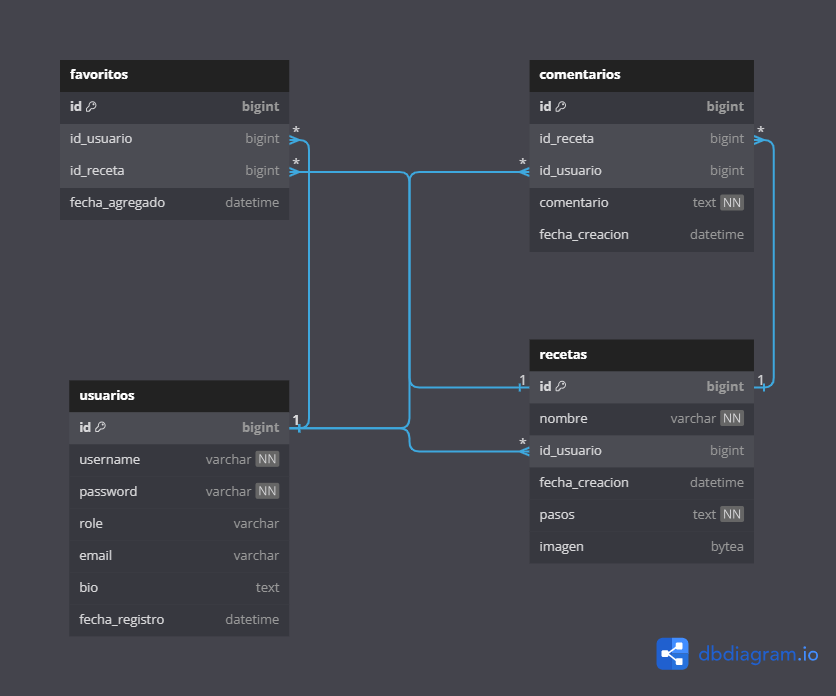 favoritos
id bigint
id_usuario bigint *
id_receta bigint *
fecha_agregado datetime
comentarios
id bigint
id_receta bigint *
* id_usuario bigint
comentario text NN
fecha_creacion datetime
usuarios
id bigint 1
username varchar NN
password varchar NN
role varchar
email varchar
bio text
fecha_registro datetime
recetas
1 id bigint 1
nombre varchar NN
* id_usuario bigint
fecha_creacion datetime
pasos text NN
imagen bytea
dbdiagram.io